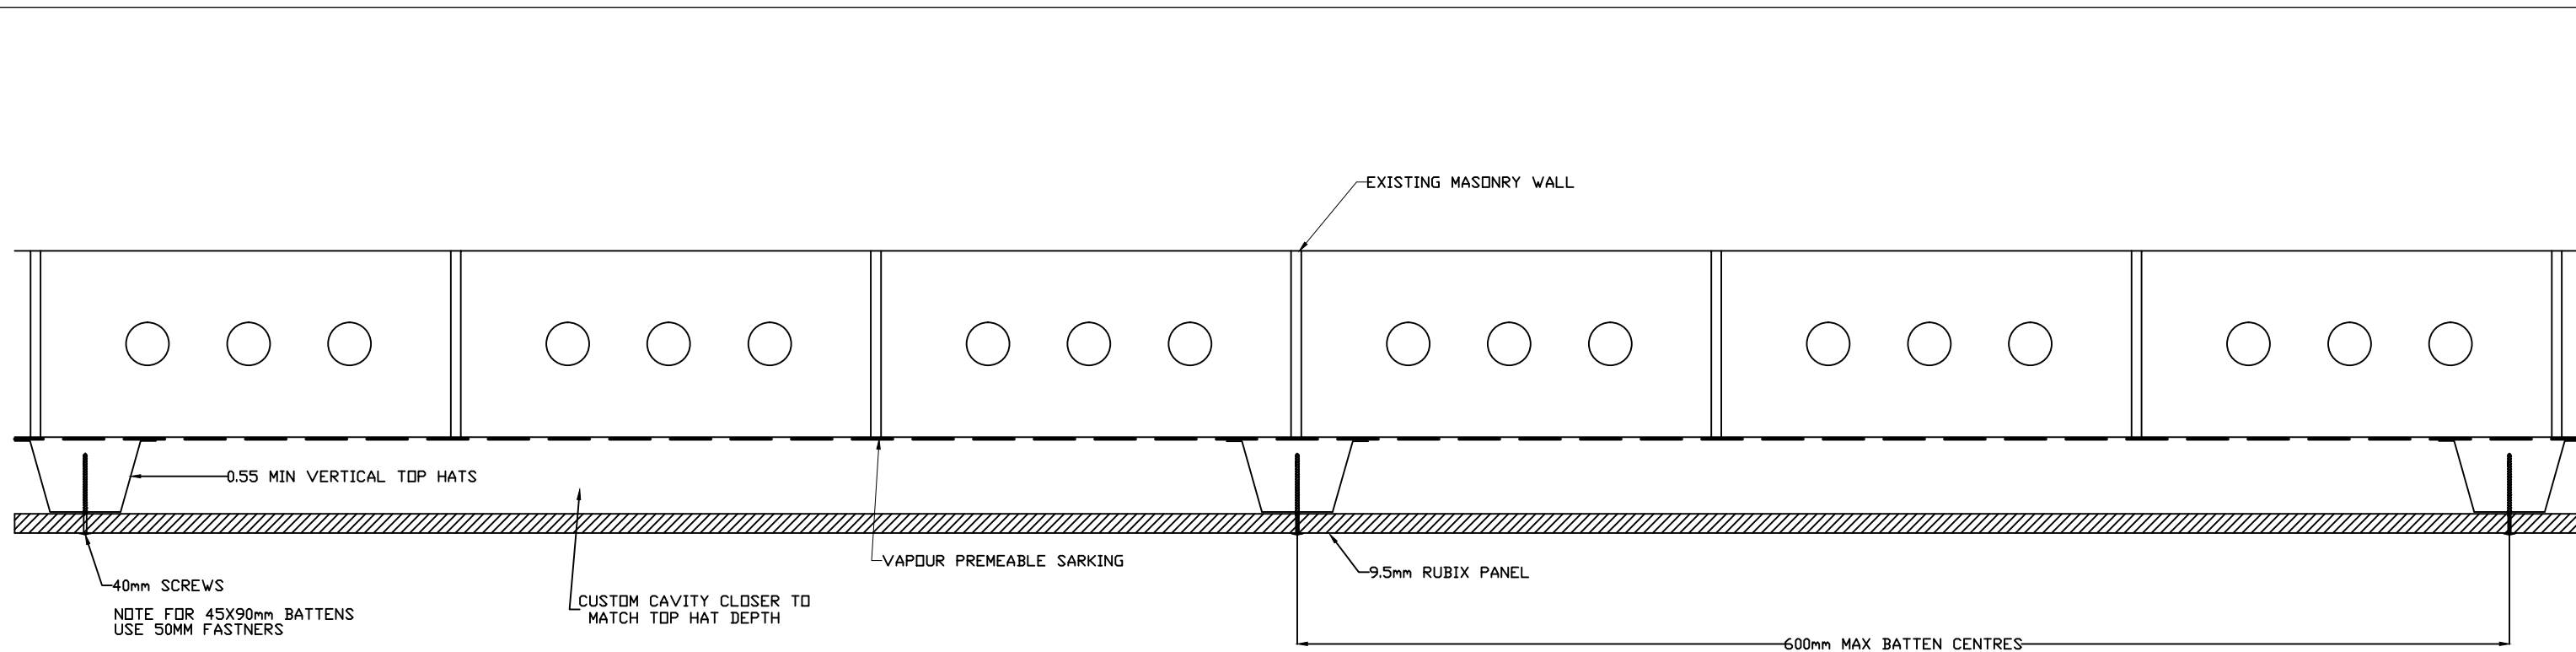 EXISTING MASONRY WALL
0.55 MIN VERTICAL TOP HATS
VAPOUR PREMEABLE SARKING
9.5mm RUBIX PANEL
40mm SCREWS
NOTE FOR 45X90mm BATTENS
USE 50MM FASTNERS
CUSTOM CAVITY CLOSER TO
MATCH TOP HAT DEPTH
600mm MAX BATTEN CENTRES